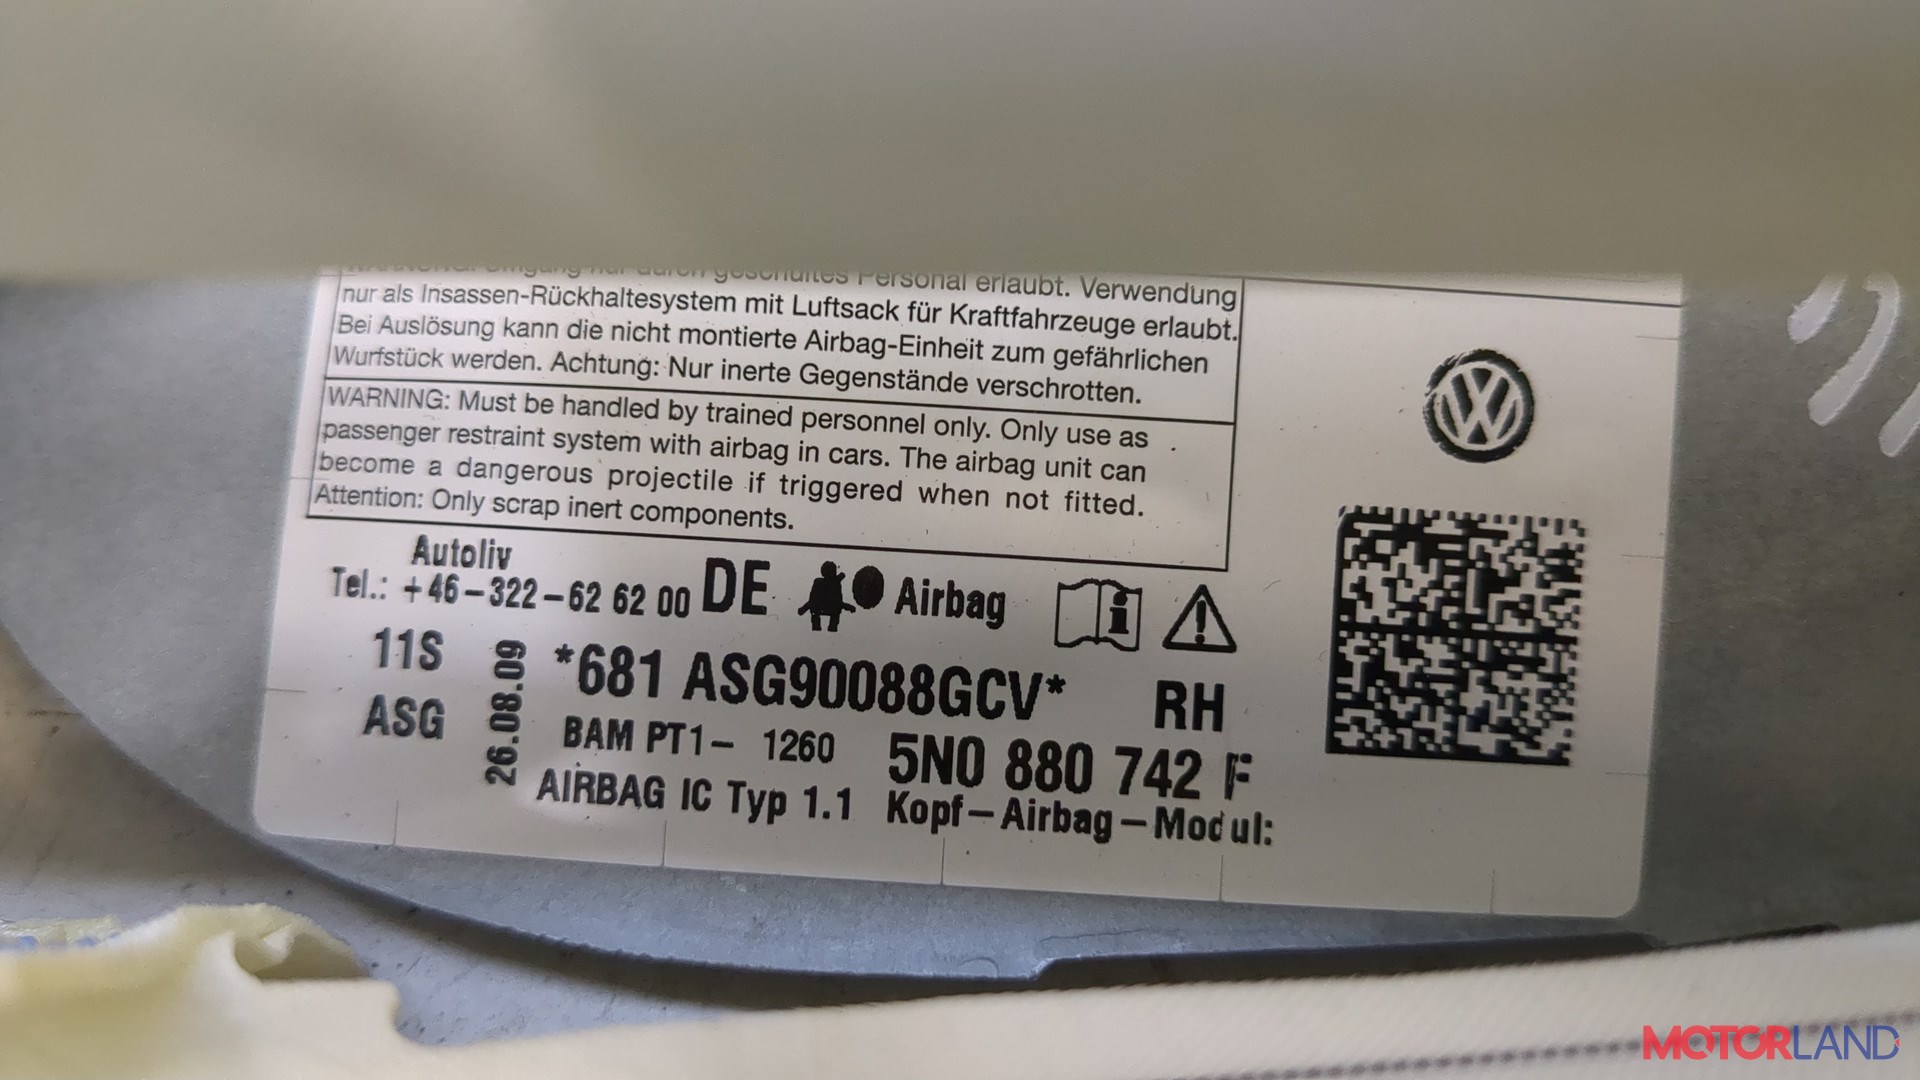 geschultes Personal erlaubt. Verwendung
nur als Insassen-Rückhaltesystem mit Luftsack für Kraftfahrzeuge erlaubt.
Bei Auslösung kann die nicht montierte Airbag-Einheit zum gefährlichen
Wurfstück werden. Achtung: Nur inerte Gegenstände verschrotten.
WARNING: Must be handled by trained personnel only. Only use as
passenger restraint system with airbag in cars. The airbag unit can
become a dangerous projectile if triggered when not fitted.
Attention: Only scrap inert components.
Autoliv
Tel.: +46-322-62 62 00 DE Airbag
11S
ASG
26.08.09
*681 ASG90088GCV* RH
BAM PT1- 1260 5N0 880 742 F
AIRBAG IC Typ 1.1 Kopf-Airbag-Modul:
MOTORLAND